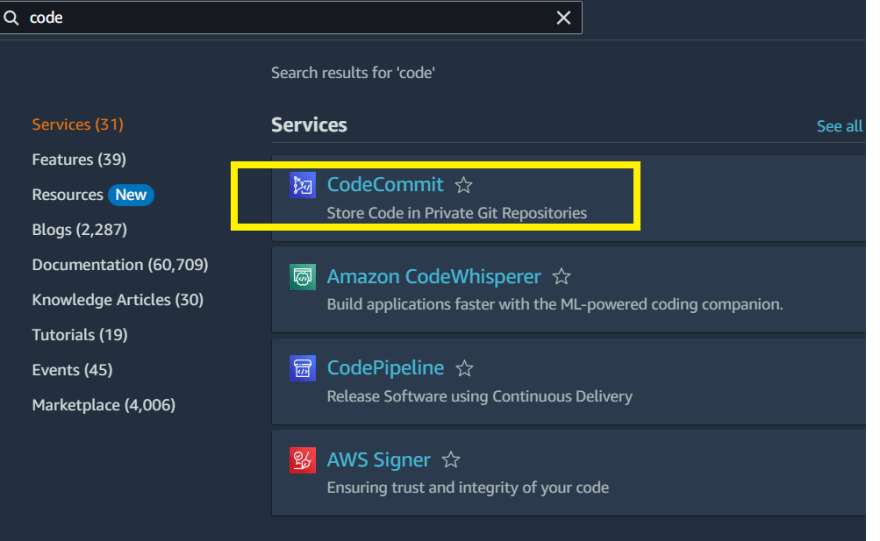 code
Search results for 'code'
Services (31)
Features (39)
Resources New
Blogs (2,287)
Documentation (60,709)
Knowledge Articles (30)
Tutorials (19)
Events (45)
Marketplace (4,006)
Services
See all
CodeCommit
Store Code in Private Git Repositories
Amazon CodeWhisperer
Build applications faster with the ML-powered coding companion.
CodePipeline
Release Software using Continuous Delivery
AWS Signer
Ensuring trust and integrity of your code